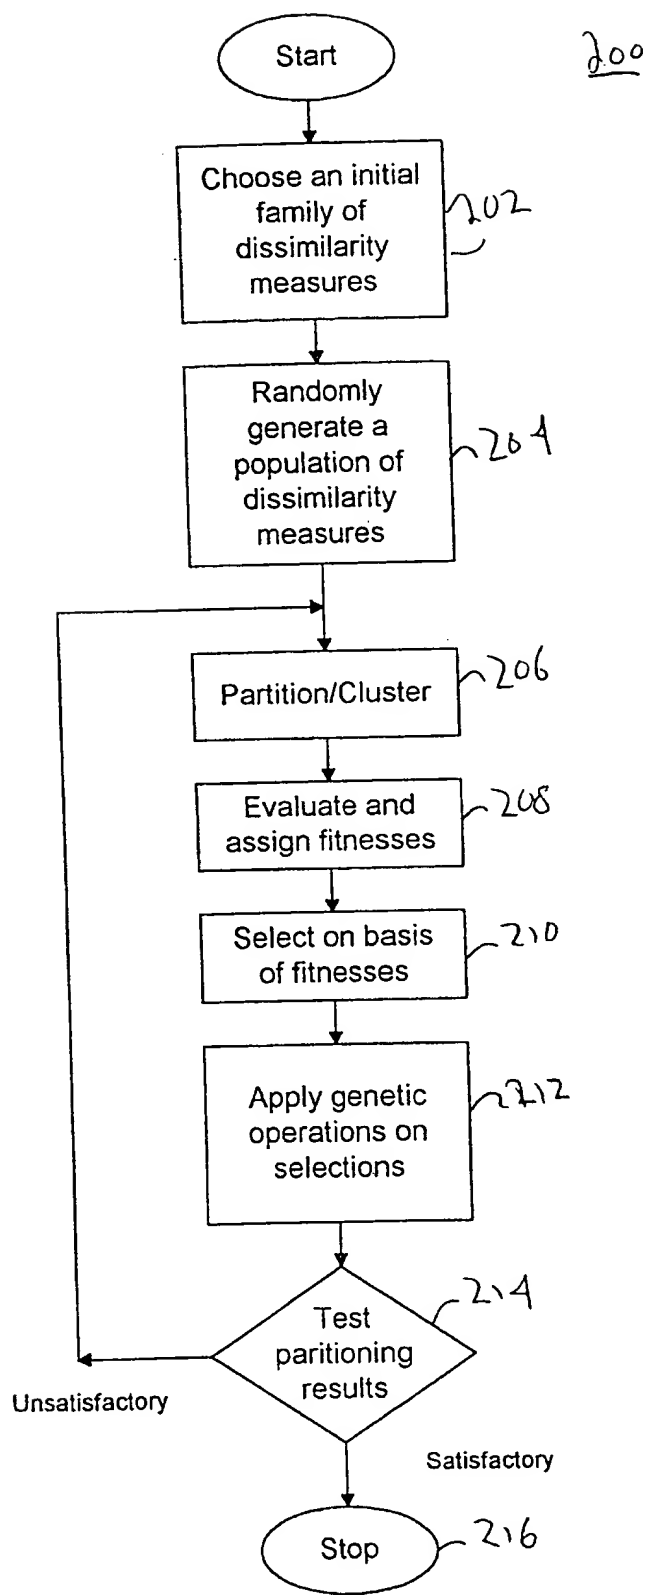 Start
200
Choose an initial
family of
dissimilarity
measures
202
Randomly
generate a
population of
dissimilarity
measures
204
Partition/Cluster
206
Evaluate and
assign fitnesses
208
Select on basis
of fitnesses
210
Apply genetic
operations on
selections
212
Test
paritioning
results
214
Unsatisfactory
Satisfactory
Stop
216